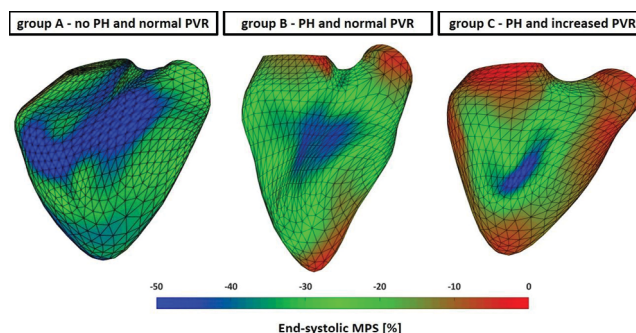 group A - no PH and normal PVR
group B - PH and normal PVR
group C - PH and increased PVR
-50 -40 -30 -20 -10 0
End-systolic MPS [%]